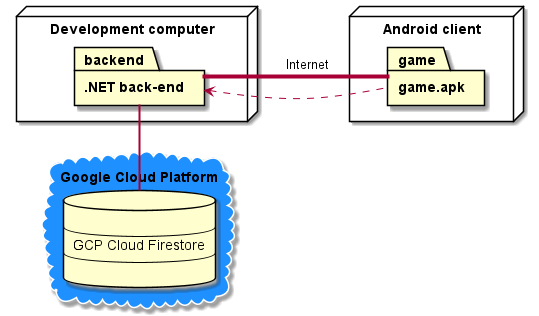 Development computer
backend
.NET back-end
Internet
Android client
game
game.apk
Google Cloud Platform
GCP Cloud Firestore